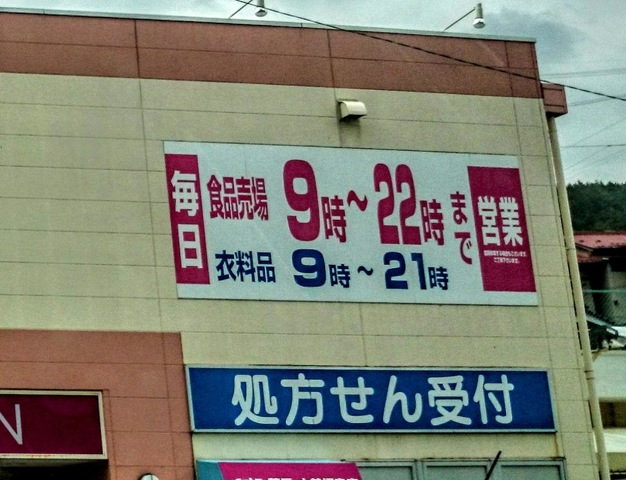 毎日
食品売場 9時~22時まで
衣料品 9時~21時
営業
処方せん受付
N